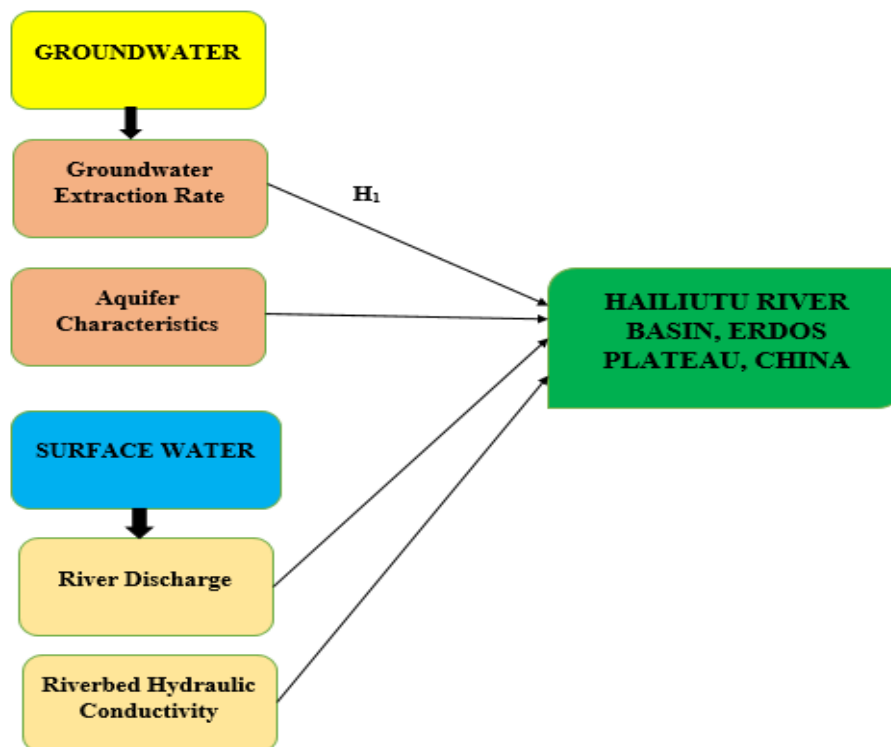 GROUNDWATER
Groundwater
Extraction Rate
H₁
Aquifer
Characteristics
HAILIUTU RIVER
BASIN, ERDOS
PLATEAU, CHINA
SURFACE WATER
River Discharge
Riverbed Hydraulic
Conductivity